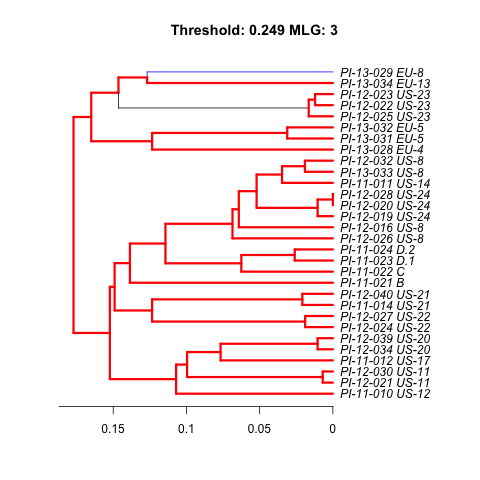 Threshold: 0.249 MLG: 3
PI-13-029 EU-8
PI-13-034 EU-13
PI-12-023 US-23
PI-12-022 US-23
PI-12-025 US-23
PI-13-032 EU-5
PI-13-031 EU-5
PI-13-028 EU-4
PI-12-032 US-8
PI-13-033 US-8
PI-11-011 US-14
PI-12-028 US-24
PI-12-020 US-24
PI-12-019 US-24
PI-12-016 US-8
PI-12-026 US-8
PI-11-024 D.2
PI-11-023 D.1
PI-11-022 C
PI-11-021 B
PI-12-040 US-21
PI-11-014 US-21
PI-12-027 US-22
PI-12-024 US-22
PI-12-039 US-20
PI-12-034 US-20
PI-11-012 US-17
PI-12-030 US-11
PI-12-021 US-11
PI-11-010 US-12
0.15 0.1 0.05 0